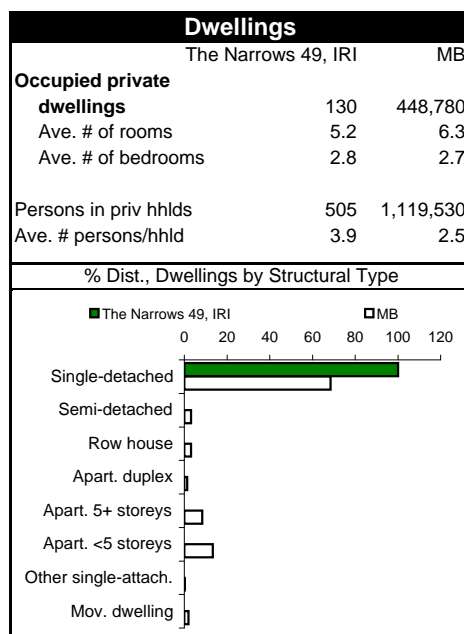 Dwellings
The Narrows 49, IRI MB
Occupied private
dwellings 130 448,780
Ave. # of rooms 5.2 6.3
Ave. # of bedrooms 2.8 2.7
Persons in priv hhlds 505 1,119,530
Ave. # persons/hhld 3.9 2.5
% Dist., Dwellings by Structural Type
The Narrows 49, IRI MB
0 20 40 60 80 100 120
Single-detached
Semi-detached
Row house
Apart. duplex
Apart. 5+ storeys
Apart. <5 storeys
Other single-attach.
Mov. dwelling